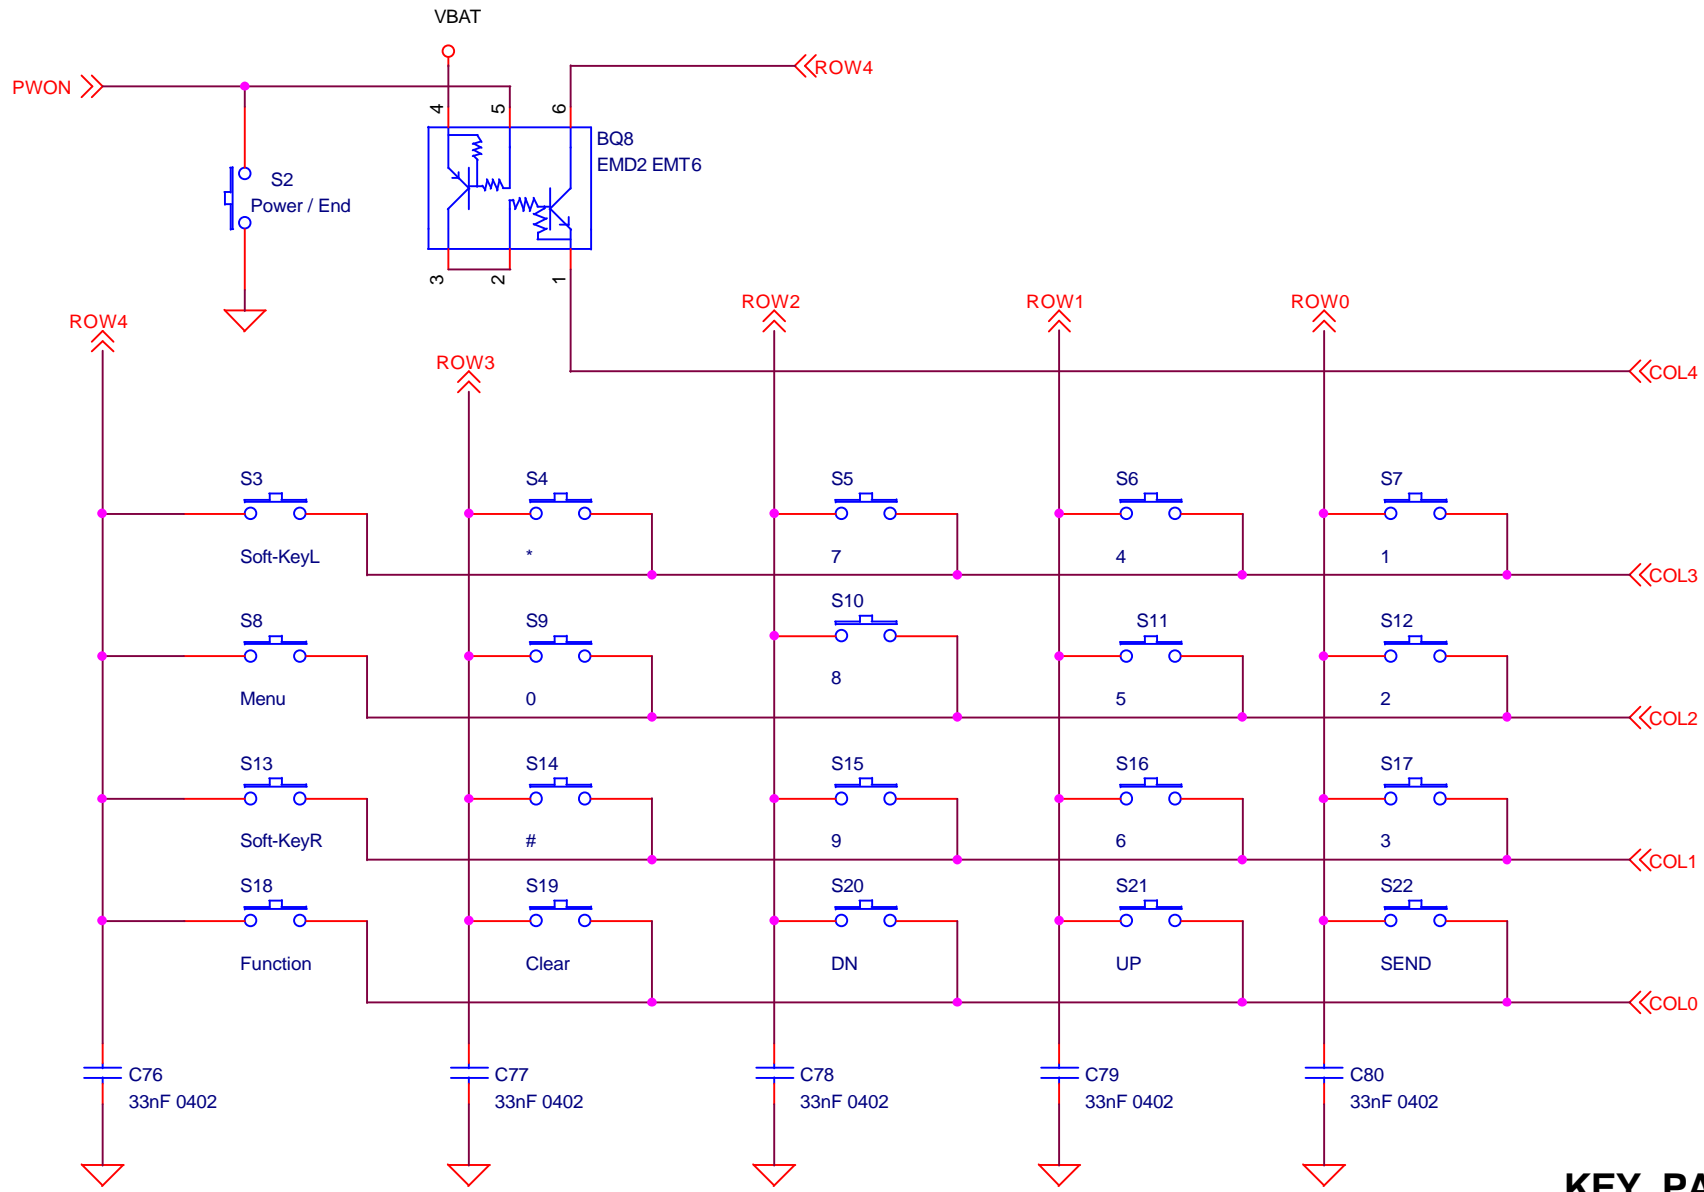 VBAT
PWON
ROW4
4
5
6
BQ8
EMD2 EMT6
S2
Power / End
3
2
1
ROW4
ROW3
ROW2
ROW1
ROW0
COL4
S3
S4
S5
S6
S7
Soft-KeyL
*
7
4
1
COL3
S8
S9
S10
S11
S12
Menu
0
8
5
2
COL2
S13
S14
S15
S16
S17
Soft-KeyR
#
9
6
3
COL1
S18
S19
S20
S21
S22
Function
Clear
DN
UP
SEND
COL0
C76
33nF 0402
C77
33nF 0402
C78
33nF 0402
C79
33nF 0402
C80
33nF 0402
KEY PA